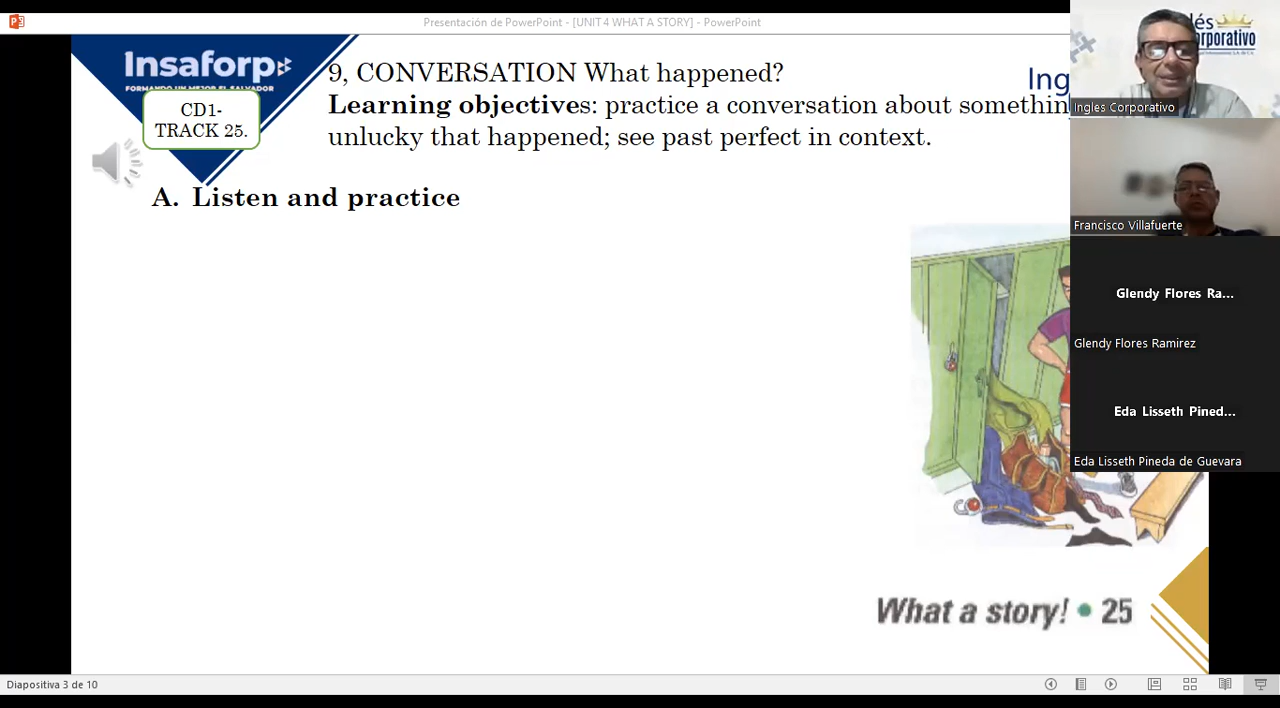 Presentación de PowerPoint - [UNIT 4 WHAT A STORY] - PowerPoint
Insaforp
FORMANDO UN MEJOR EL SALVADOR
CD1-
TRACK 25.
9, CONVERSATION What happened?
Learning objectives: practice a conversation about somethin
unlucky that happened; see past perfect in context.
A. Listen and practice
Ing
lés
orporativo
Ingles Corporativo
Francisco Villafuerte
Glendy Flores Ra...
Glendy Flores Ramirez
Eda Lisseth Pined...
Eda Lisseth Pineda de Guevara
What a story! • 25
Diapositiva 3 de 10